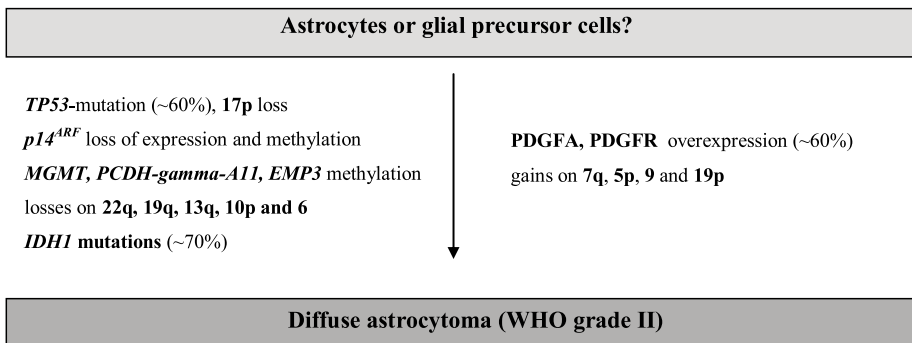 Astrocytes or glial precursor cells?
TP53-mutation (~60%), 17p loss
p14ARF loss of expression and methylation
MGMT, PCDH-gamma-A11, EMP3 methylation
losses on 22q, 19q, 13q, 10p and 6
IDH1 mutations (~70%)
PDGFA, PDGFR overexpression (~60%)
gains on 7q, 5p, 9 and 19p
Diffuse astrocytoma (WHO grade II)